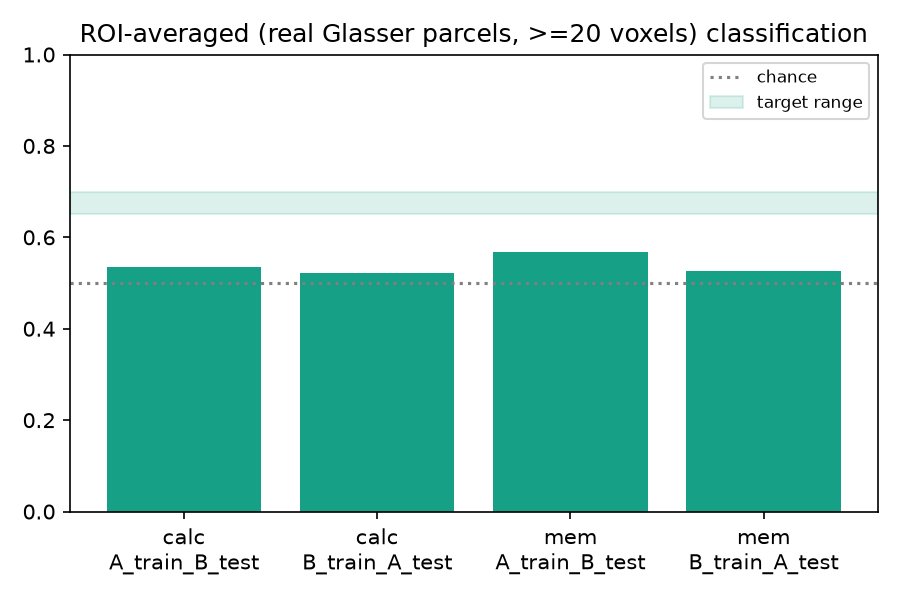 ROI-averaged (real Glasser parcels, >=20 voxels) classification
1.0
0.8
0.6
0.4
0.2
0.0
chance
target range
calc
A_train_B_test
calc
B_train_A_test
mem
A_train_B_test
mem
B_train_A_test